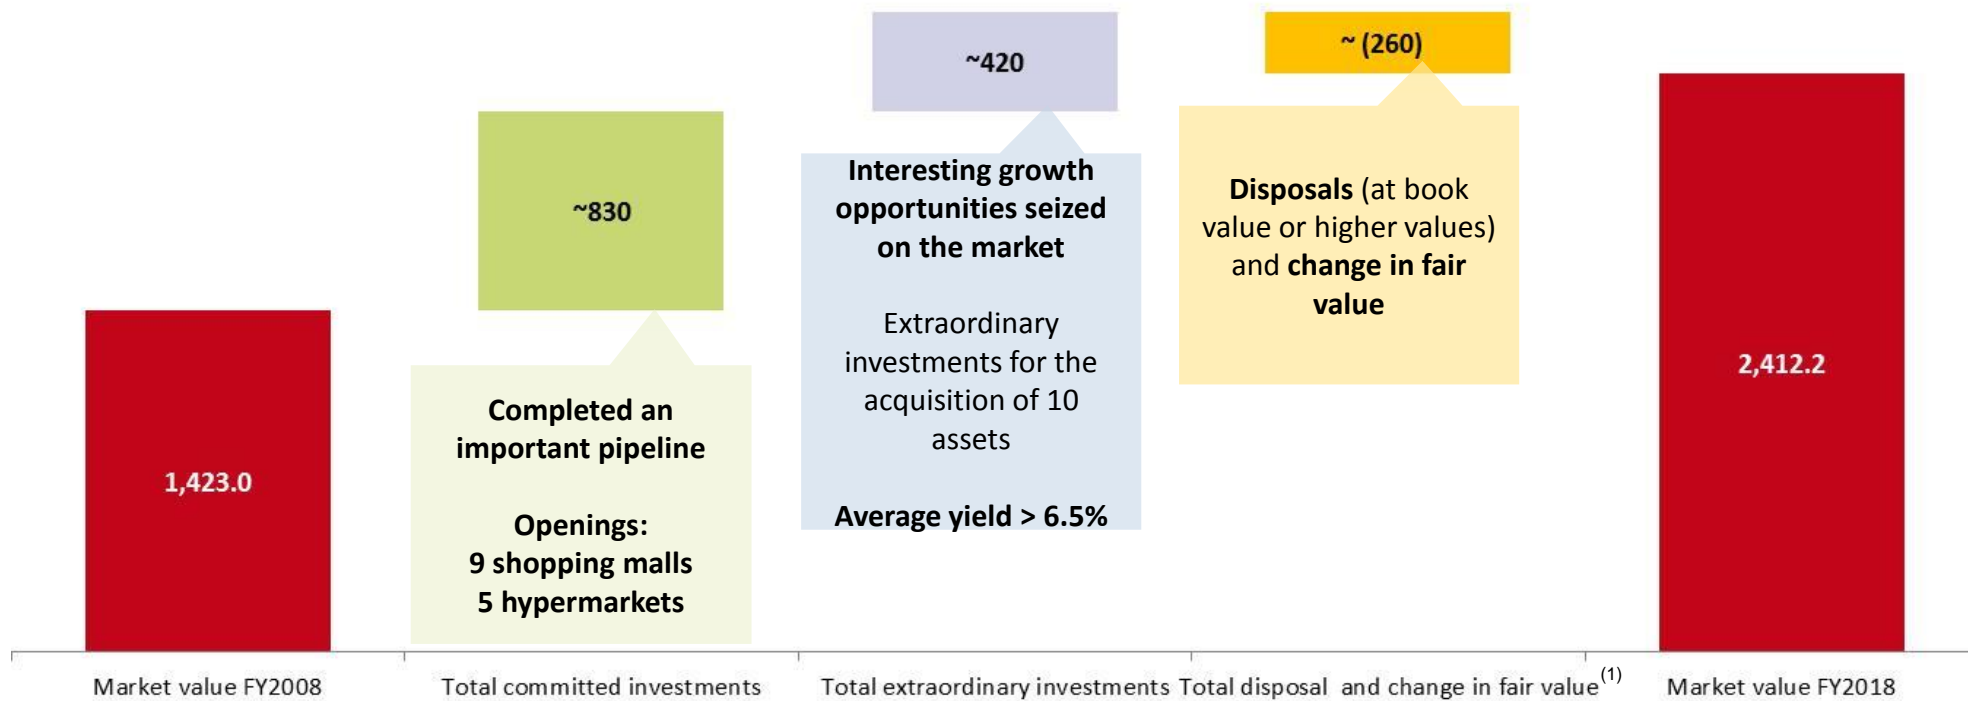 1,423.0
~830
Completed an
important pipeline
Openings:
9 shopping malls
5 hypermarkets
~420
Interesting growth
opportunities seized
on the market
Extraordinary
investments for the
acquisition of 10
assets
Average yield > 6.5%
~ (260)
Disposals (at book
value or higher values)
and change in fair
value
2,412.2
Market value FY2008
Total committed investments
Total extraordinary investments
Total disposal and change in fair value(1)
Market value FY2018